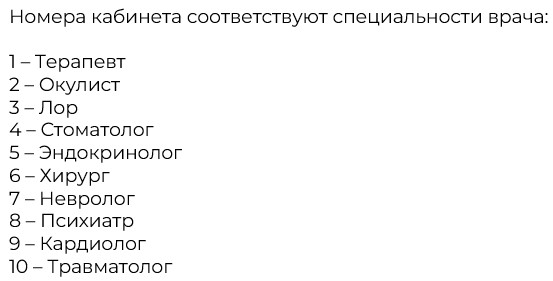 Номера кабинета соответствуют специальности врача:
1 – Терапевт
2 – Окулист
3 – Лор
4 – Стоматолог
5 – Эндокринолог
6 – Хирург
7 – Невролог
8 – Психиатр
9 – Кардиолог
10 – Травматолог